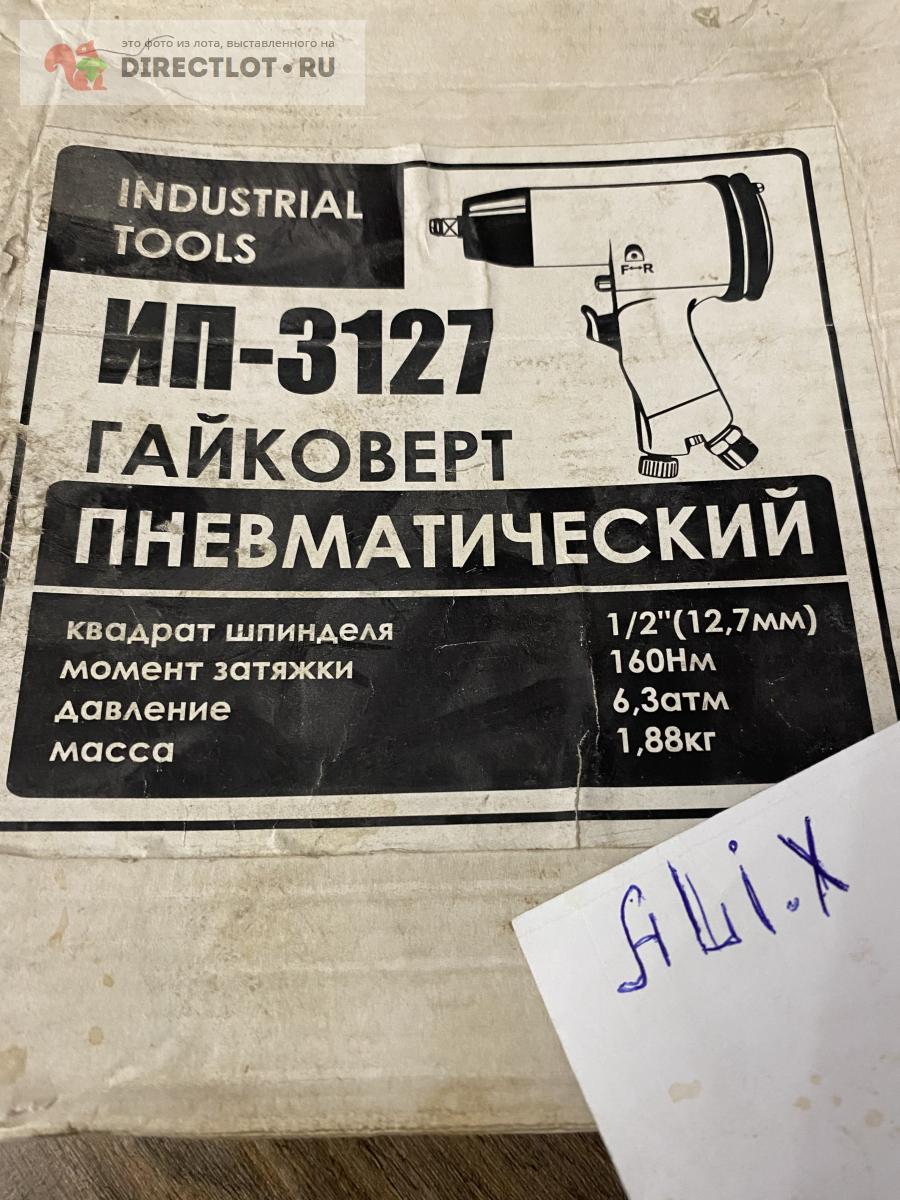 это фото из лота, выставленного на
DIRECTLOT•RU
INDUSTRIAL
TOOLS
F↔R
ИП-3127
ГАЙКОВЕРТ
ПНЕВМАТИЧЕСКИЙ
квадрат шпинделя 1/2"(12,7мм)
момент затяжки 160Нм
давление 6,3атм
масса 1,88кг
ALi.X